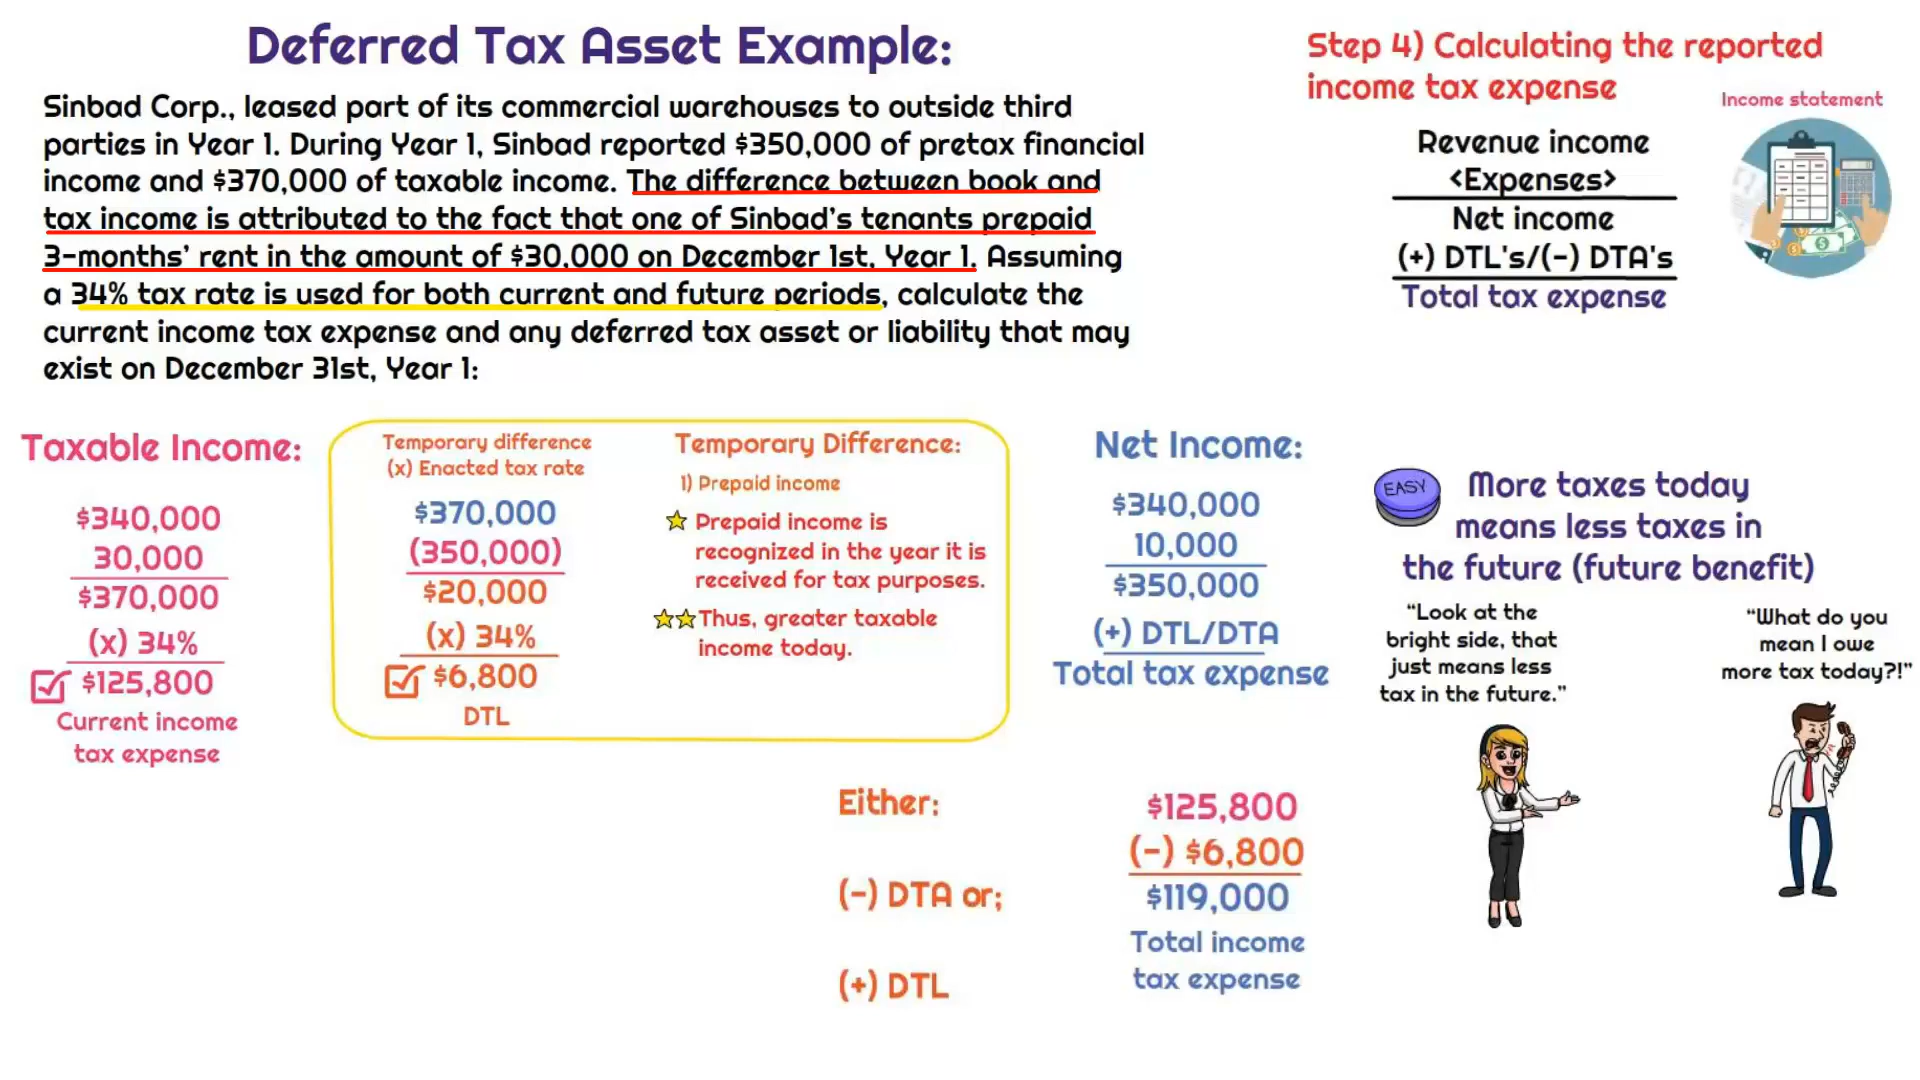 Deferred Tax Asset Example:
Sinbad Corp., leased part of its commercial warehouses to outside third
parties in Year 1. During Year 1, Sinbad reported $350,000 of pretax financial
income and $370,000 of taxable income. The difference between book and
tax income is attributed to the fact that one of Sinbad's tenants prepaid
3-months' rent in the amount of $30,000 on December 1st, Year 1. Assuming
a 34% tax rate is used for both current and future periods, calculate the
current income tax expense and any deferred tax asset or liability that may
exist on December 31st, Year 1:
Step 4) Calculating the reported
income tax expense
Income statement
Revenue income
<Expenses>
Net income
(+) DTL's/(-) DTA's
Total tax expense
Taxable Income:
$340,000
30,000
$370,000
(x) 34%
$125,800
Current income
tax expense
Temporary difference
(x) Enacted tax rate
$370,000
(350,000)
$20,000
(x) 34%
$6,800
DTL
Temporary Difference:
1) Prepaid income
Prepaid income is
recognized in the year it is
received for tax purposes.
Thus, greater taxable
income today.
Net Income:
$340,000
10,000
$350,000
(+) DTL/DTA
Total tax expense
EASY
More taxes today
means less taxes in
the future (future benefit)
"Look at the
bright side, that
just means less
tax in the future."
"What do you
mean I owe
more tax today?!"
Either:
(-) DTA or;
(+) DTL
$125,800
(-) $6,800
$119,000
Total income
tax expense